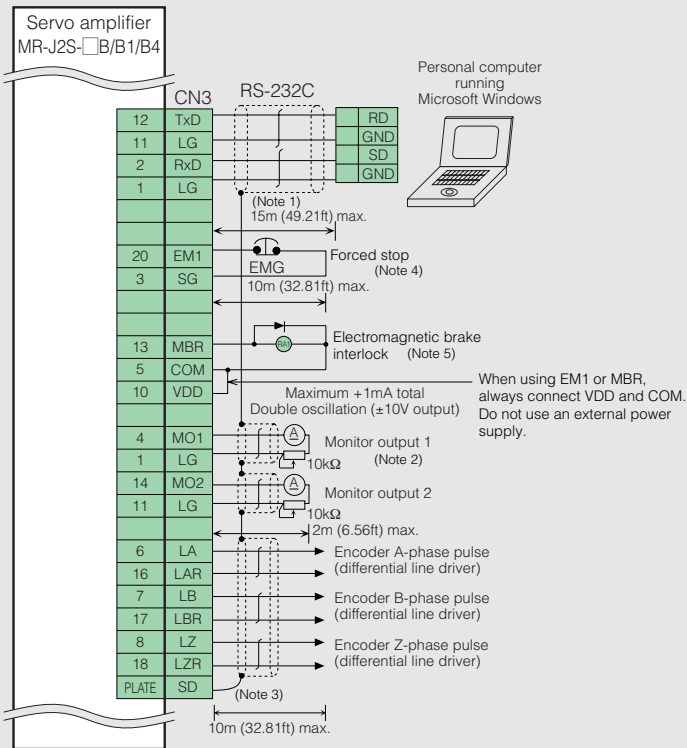 Servo amplifier
MR-J2S-□B/B1/B4
CN3
RS-232C
Personal computer
running
Microsoft Windows
12 TxD
RD
11 LG
GND
2 RxD
SD
1 LG
GND
(Note 1)
15m (49.21ft) max.
20 EM1
EMG
Forced stop
(Note 4)
3 SG
10m (32.81ft) max.
13 MBR
RA1
Electromagnetic brake
interlock (Note 5)
5 COM
10 VDD
When using EM1 or MBR,
always connect VDD and COM.
Do not use an external power
supply.
Maximum +1mA total
Double oscillation (±10V output)
4 MO1
A
Monitor output 1
(Note 2)
1 LG
10kΩ
14 MO2
A
Monitor output 2
11 LG
10kΩ
2m (6.56ft) max.
6 LA
Encoder A-phase pulse
(differential line driver)
16 LAR
7 LB
Encoder B-phase pulse
(differential line driver)
17 LBR
8 LZ
Encoder Z-phase pulse
(differential line driver)
18 LZR
PLATE SD
(Note 3)
10m (32.81ft) max.